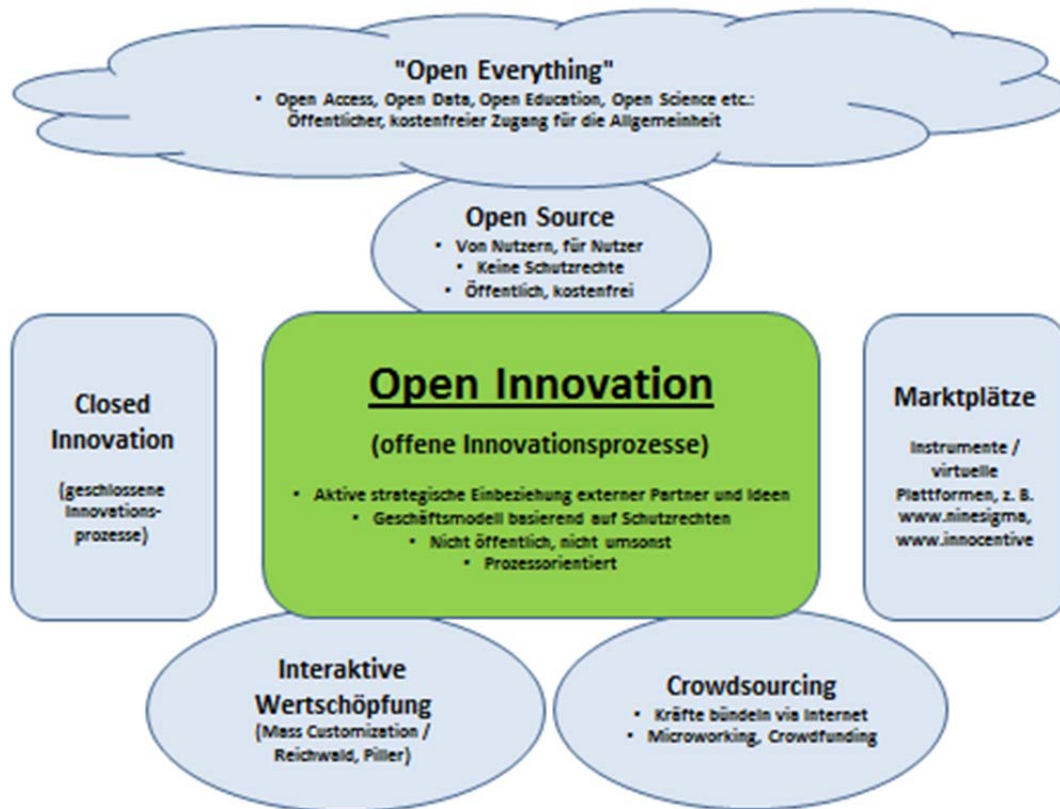 "Open Everything"
• Open Access, Open Data, Open Education, Open Science etc.:
Öffentlicher, kostenfreier Zugang für die Allgemeinheit
Open Source
• Von Nutzern, für Nutzer
• Keine Schutzrechte
• Öffentlich, kostenfrei
Closed
Innovation
(geschlossene
Innovations-
prozesse)
Open Innovation
(offene Innovationsprozesse)
• Aktive strategische Einbeziehung externer Partner und Ideen
• Geschäftsmodell basierend auf Schutzrechten
• Nicht öffentlich, nicht umsonst
• Prozessorientiert
Marktplätze
Instrumente /
virtuelle
Plattformen, z. B.
www.ninesigma,
www.innocentive
Interaktive
Wertschöpfung
(Mass Customization /
Reichwald, Piller)
Crowdsourcing
• Kräfte bündeln via Internet
• Microworking, Crowdfunding